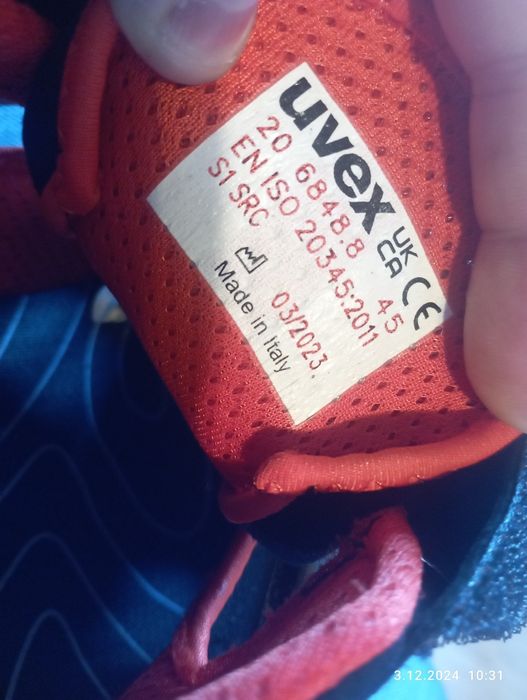 uvex
UK
CA CE
20 6848.8 45
EN ISO 20345:2011
S1 SRC
03/2023.
Made in Italy
3.12.2024 10:31